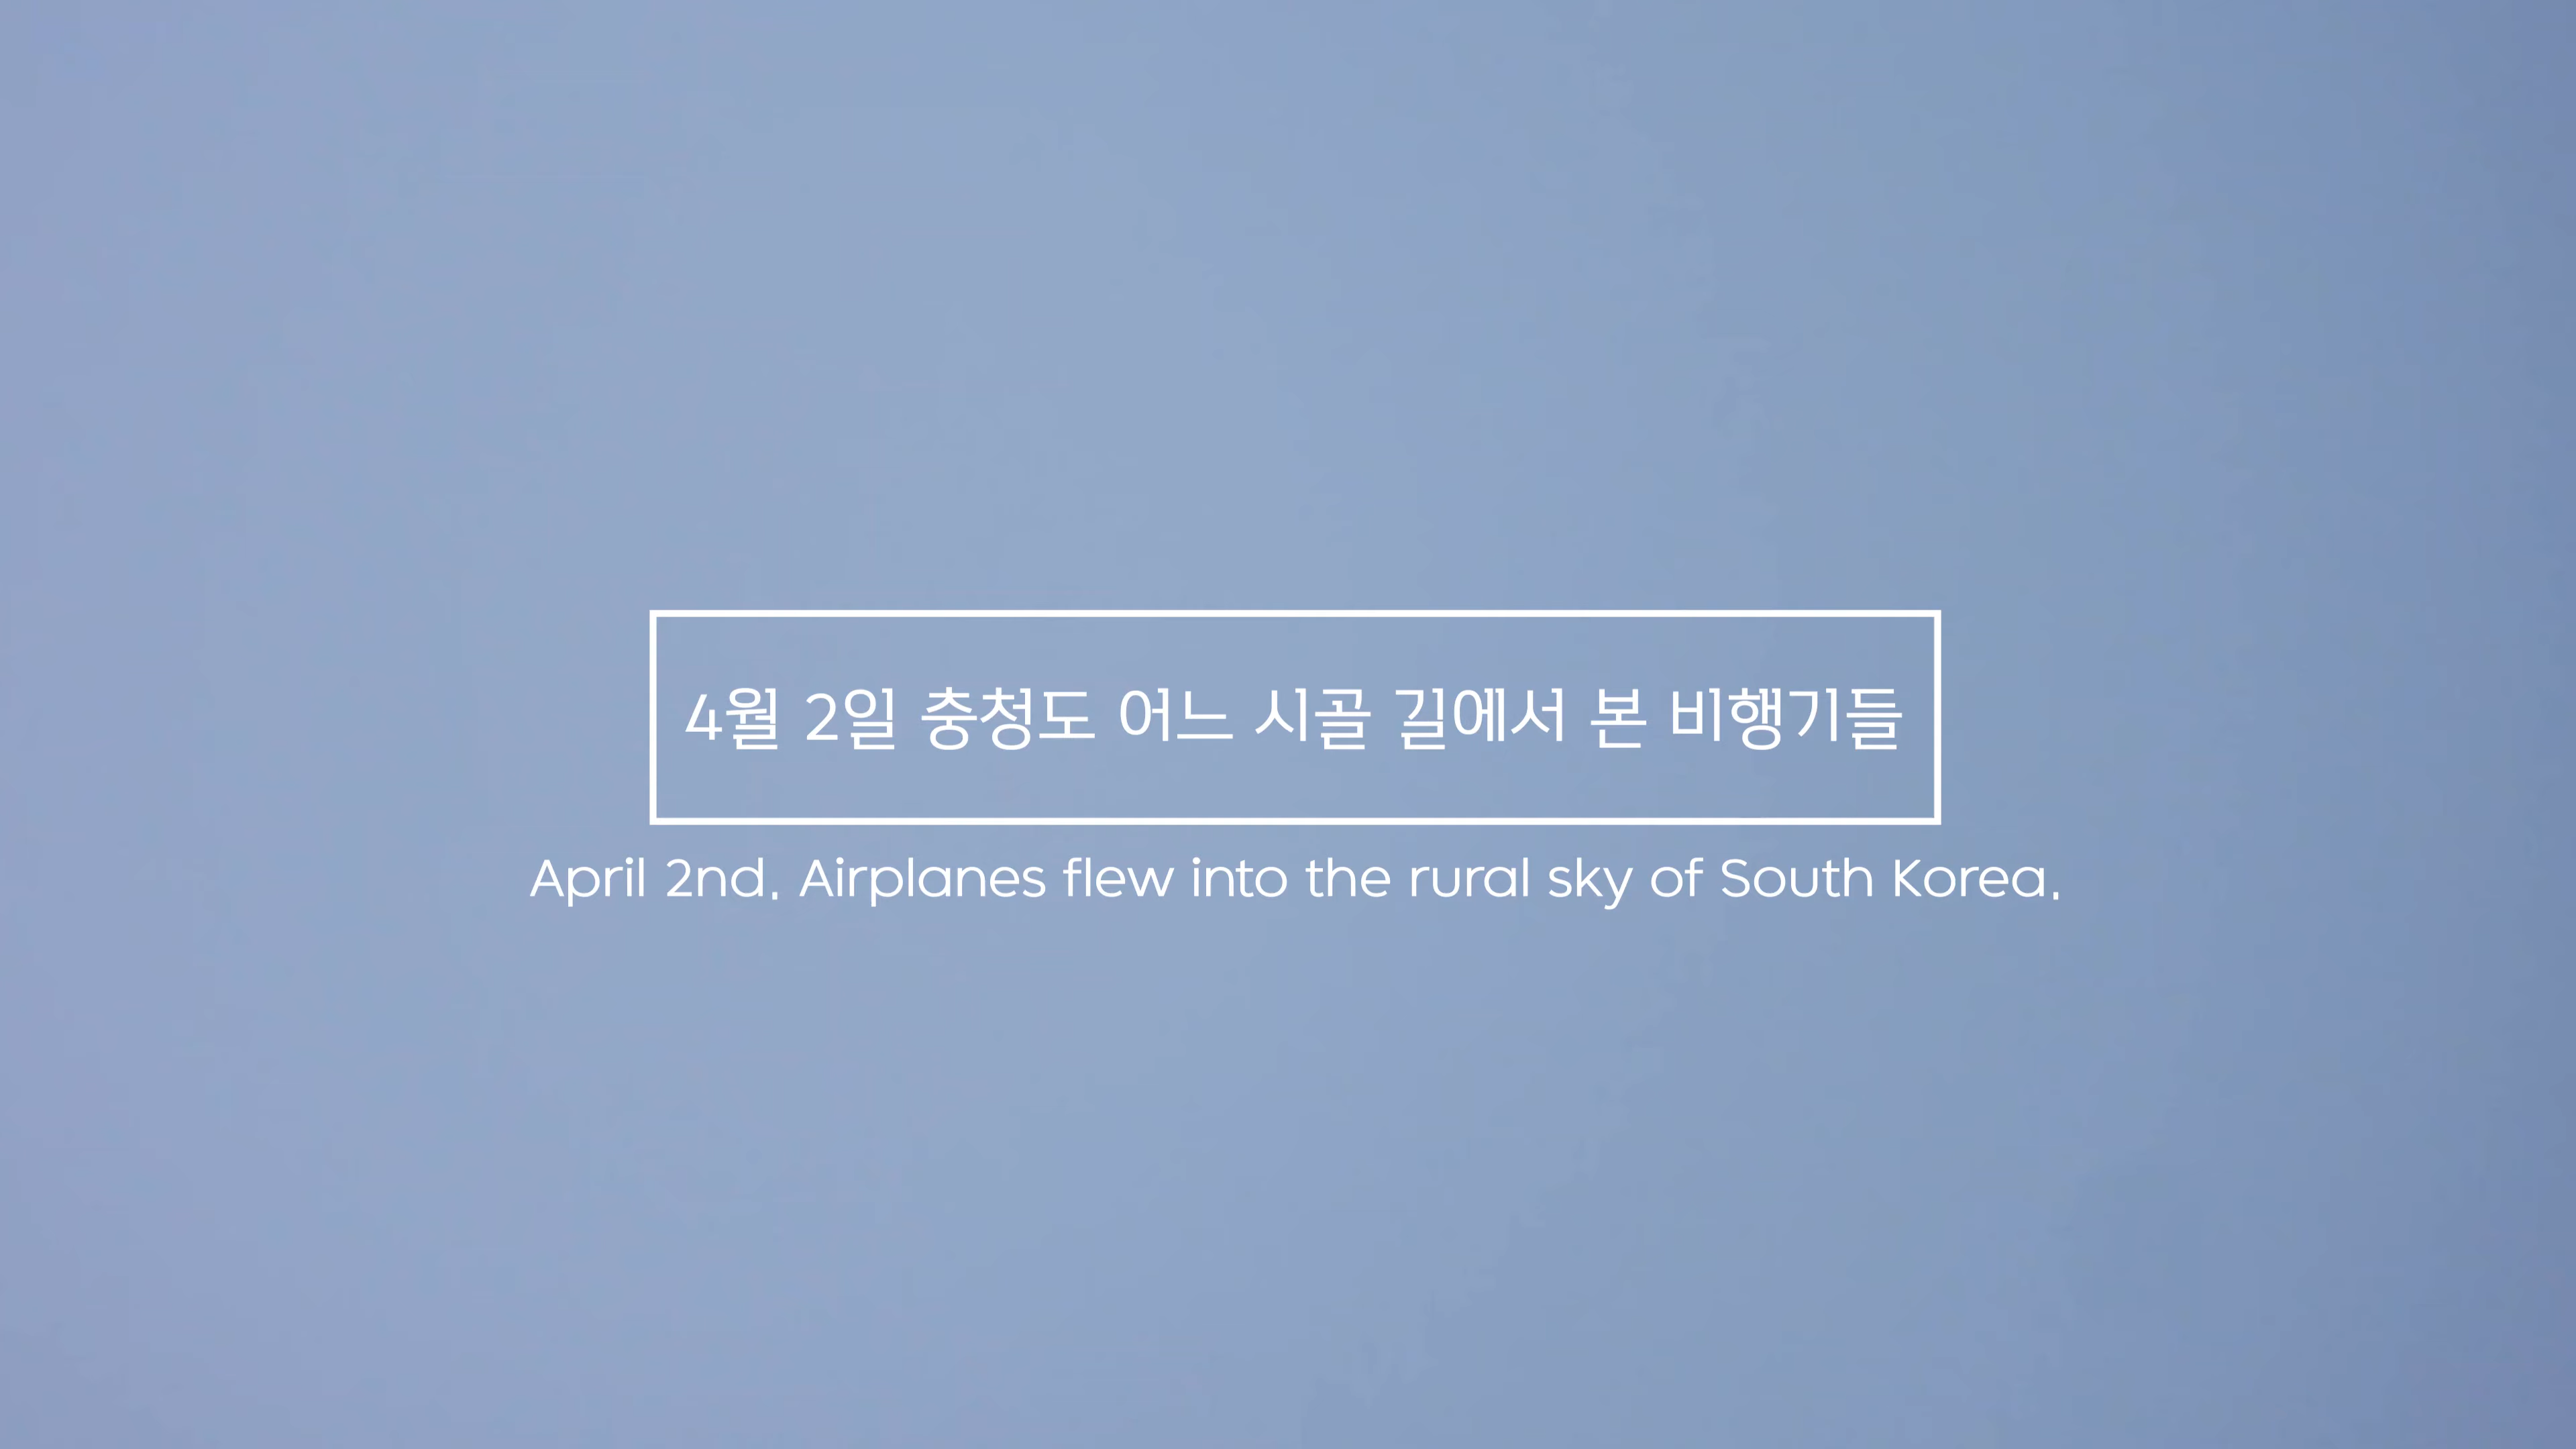 4월 2일 충청도 어느 시골 길에서 본 비행기들
April 2nd. Airplanes flew into the rural sky of South Korea.